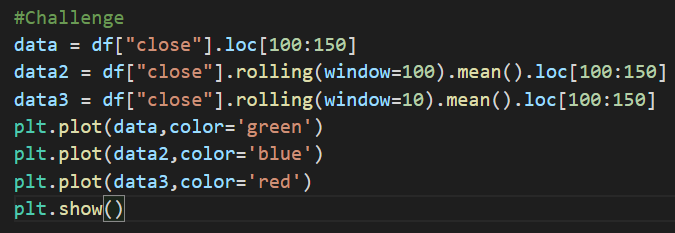 #Challenge
data = df["close"].loc[100:150]
data2 = df["close"].rolling(window=100).mean().loc[100:150]
data3 = df["close"].rolling(window=10).mean().loc[100:150]
plt.plot(data,color='green')
plt.plot(data2,color='blue')
plt.plot(data3,color='red')
plt.show()